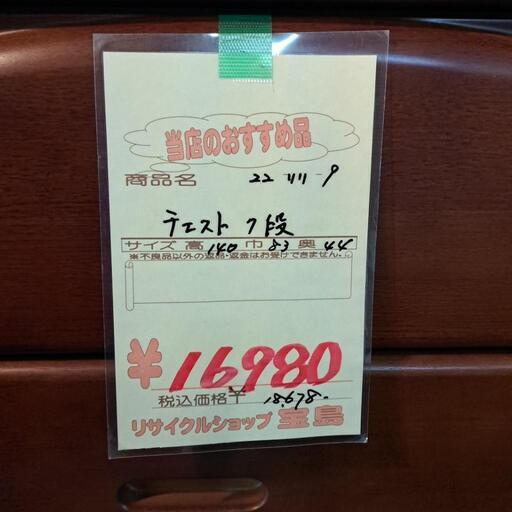 当店のおすすめ品
商品名 22-111-9
チェスト 7段
サイズ 高 140 巾 83 奥 44
※不良品以外の返品・返金はお受けできません。
¥16980
税込価格¥ 18,678-
リサイクルショップ 宝島